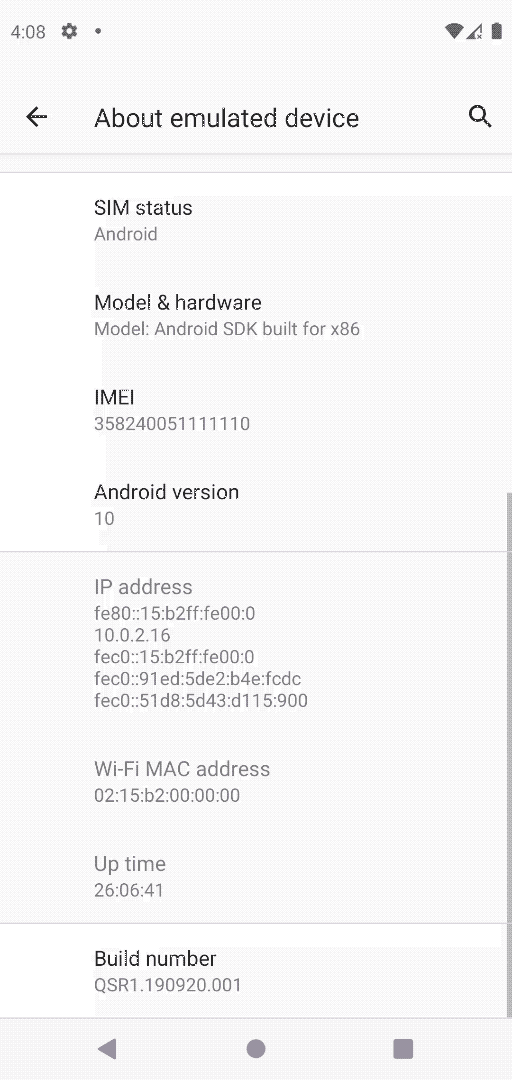 4:08
About emulated device
SIM status
Android
Model & hardware
Model: Android SDK built for x86
IMEI
358240051111110
Android version
10
IP address
fe80::15:b2ff:fe00:0
10.0.2.16
fec0::15:b2ff:fe00:0
fec0::91ed:5de2:b4e:fcdc
fec0::51d8:5d43:d115:900
Wi-Fi MAC address
02:15:b2:00:00:00
Up time
26:06:41
Build number
QSR1.190920.001